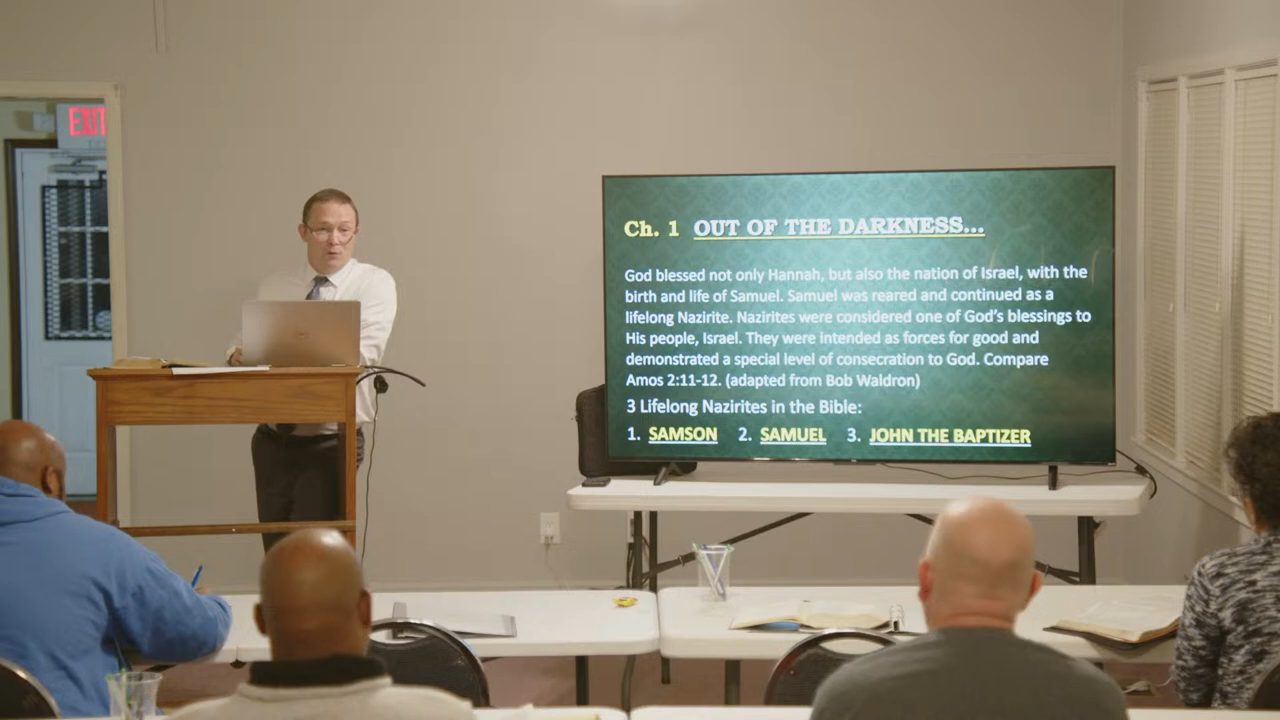 EXIT
Ch. 1 OUT OF THE DARKNESS...
God blessed not only Hannah, but also the nation of Israel, with the
birth and life of Samuel. Samuel was reared and continued as a
lifelong Nazirite. Nazirites were considered one of God's blessings to
His people, Israel. They were intended as forces for good and
demonstrated a special level of consecration to God. Compare
Amos 2:11-12. (adapted from Bob Waldron)
3 Lifelong Nazirites in the Bible:
1. SAMSON 2. SAMUEL 3. JOHN THE BAPTIZER